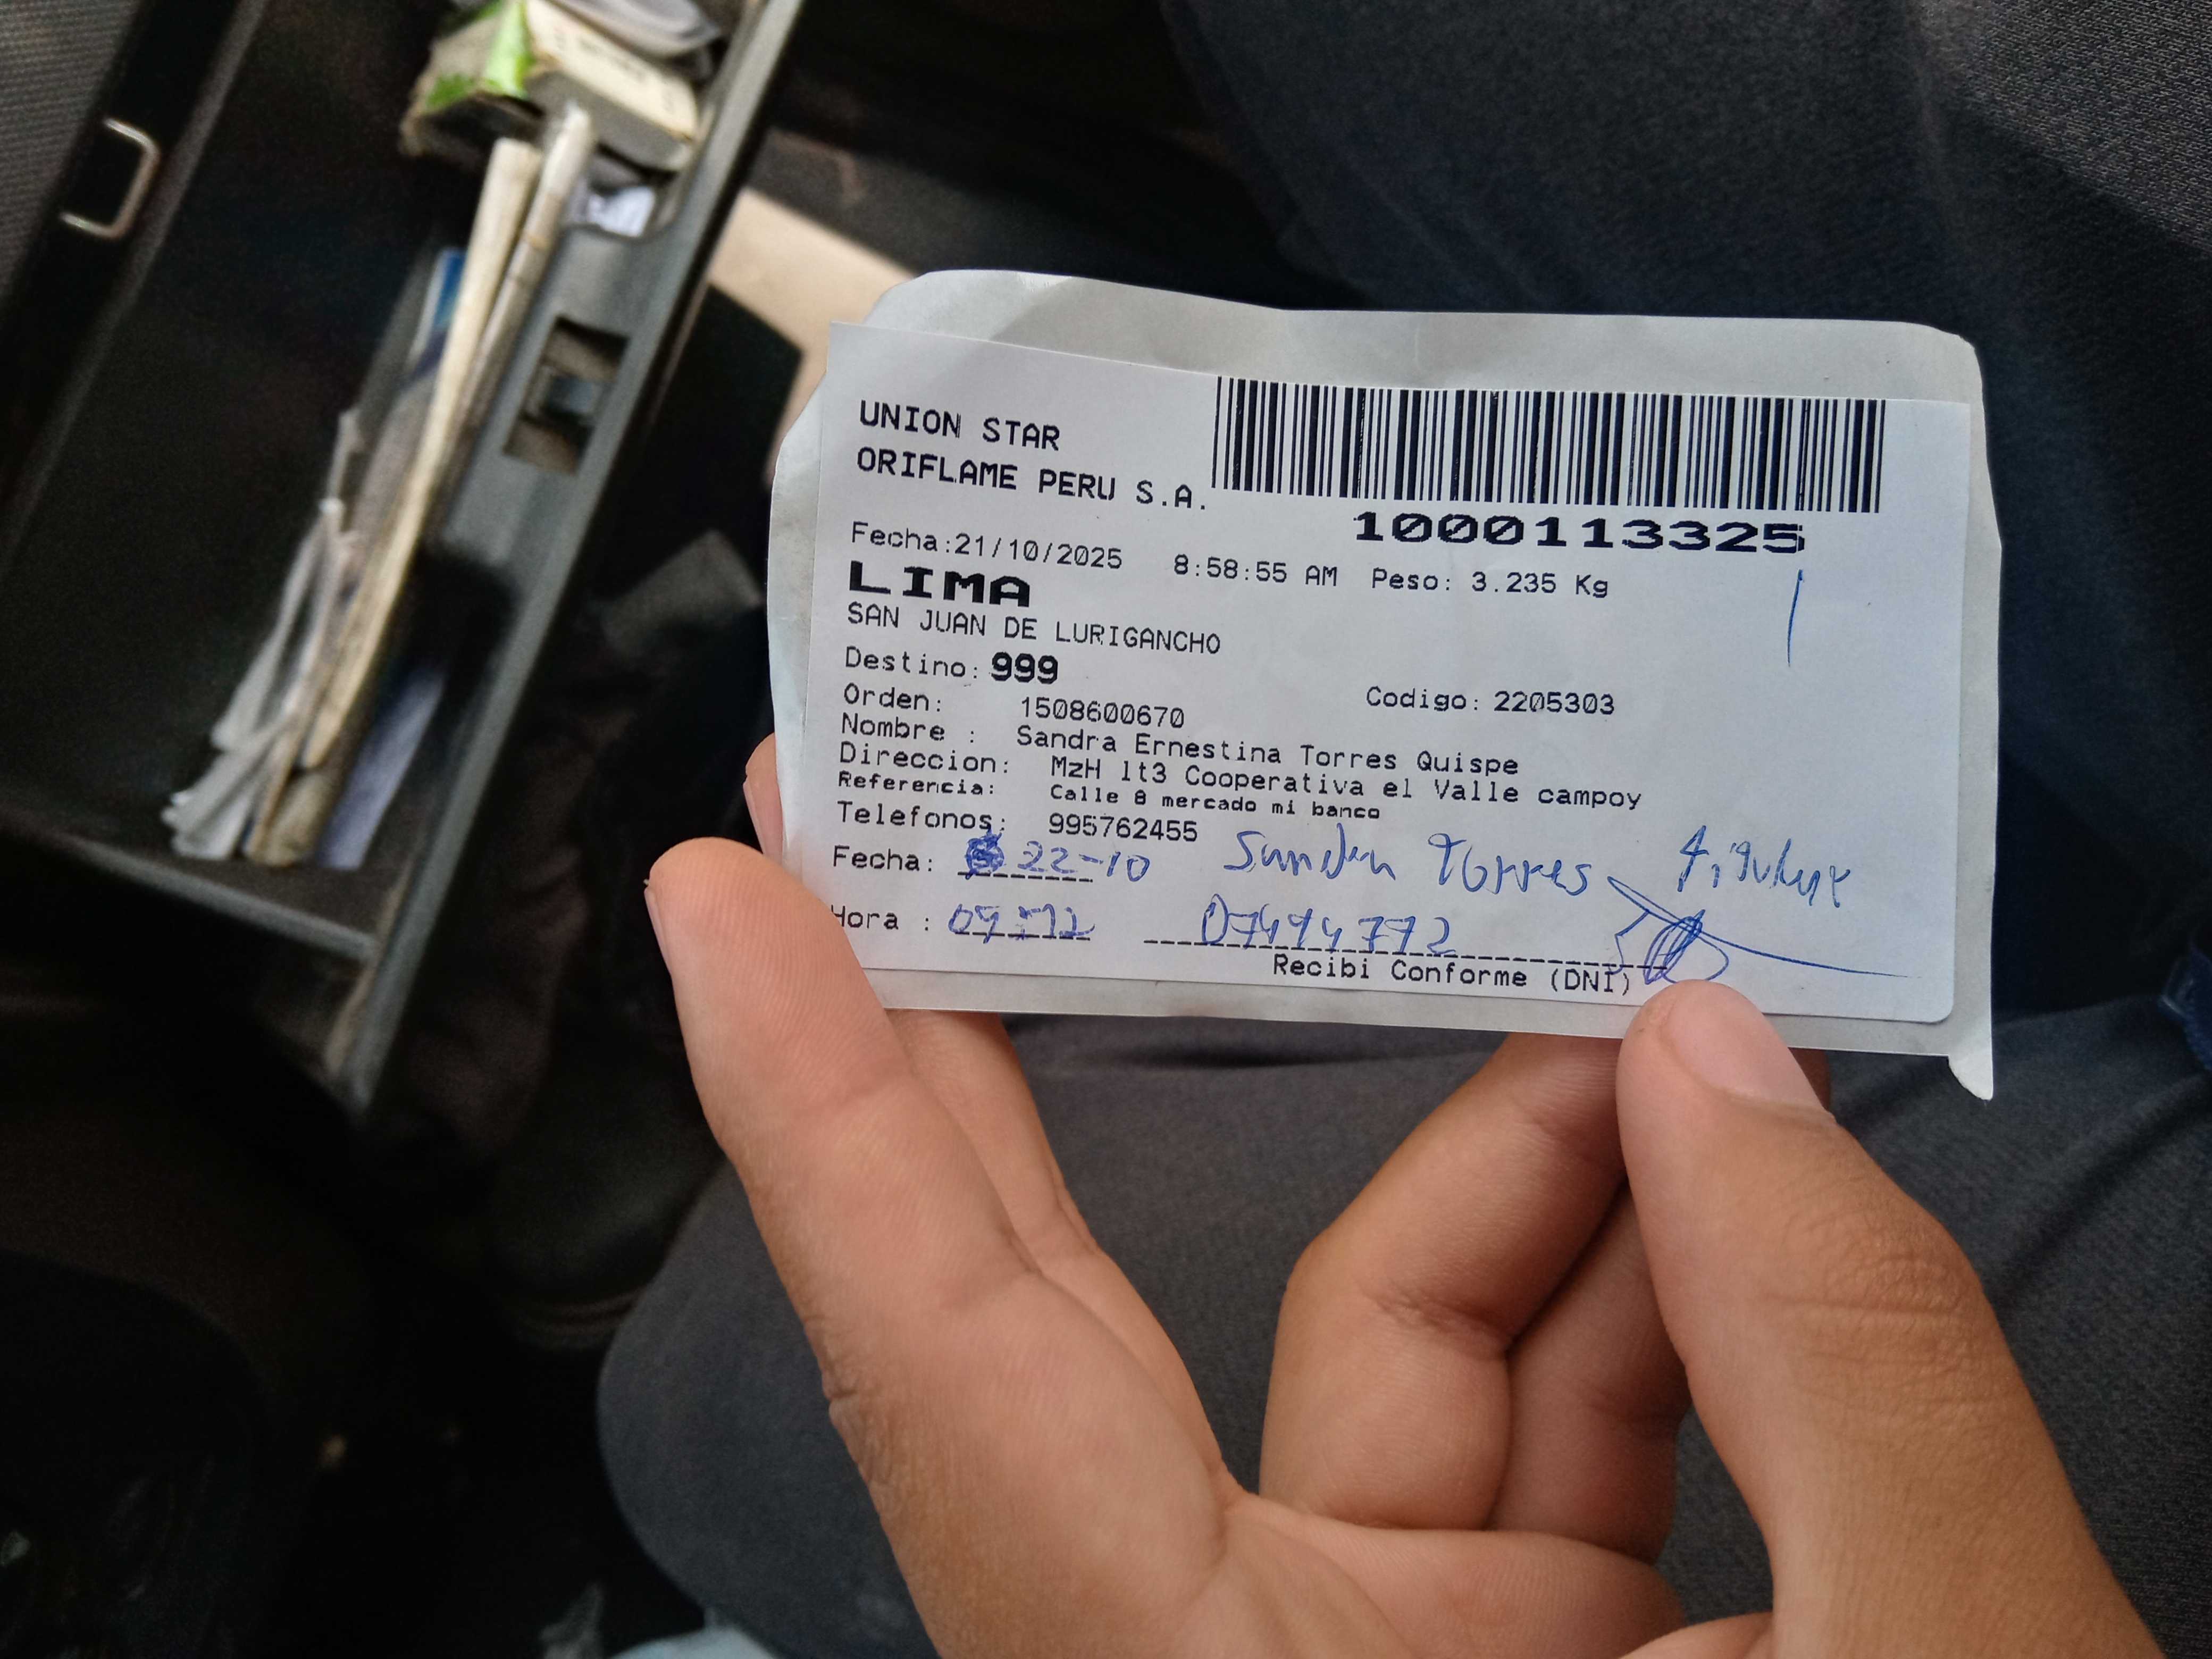 UNION STAR
ORIFLAME PERU S.A.
1000113325
Fecha:21/10/2025 8:58:55 AM Peso: 3.235 Kg
LIMA
SAN JUAN DE LURIGANCHO
Destino: 999
Orden: 1508600670 Codigo: 2205303
Nombre : Sandra Ernestina Torres Quispe
Direccion: MzH lt3 Cooperativa el Valle campoy
Referencia: Calle 8 mercado mi banco
Telefonos: 995762455
Fecha: 22-10 Sandra Torres titular
Hora :
Recibi Conforme (DNI)